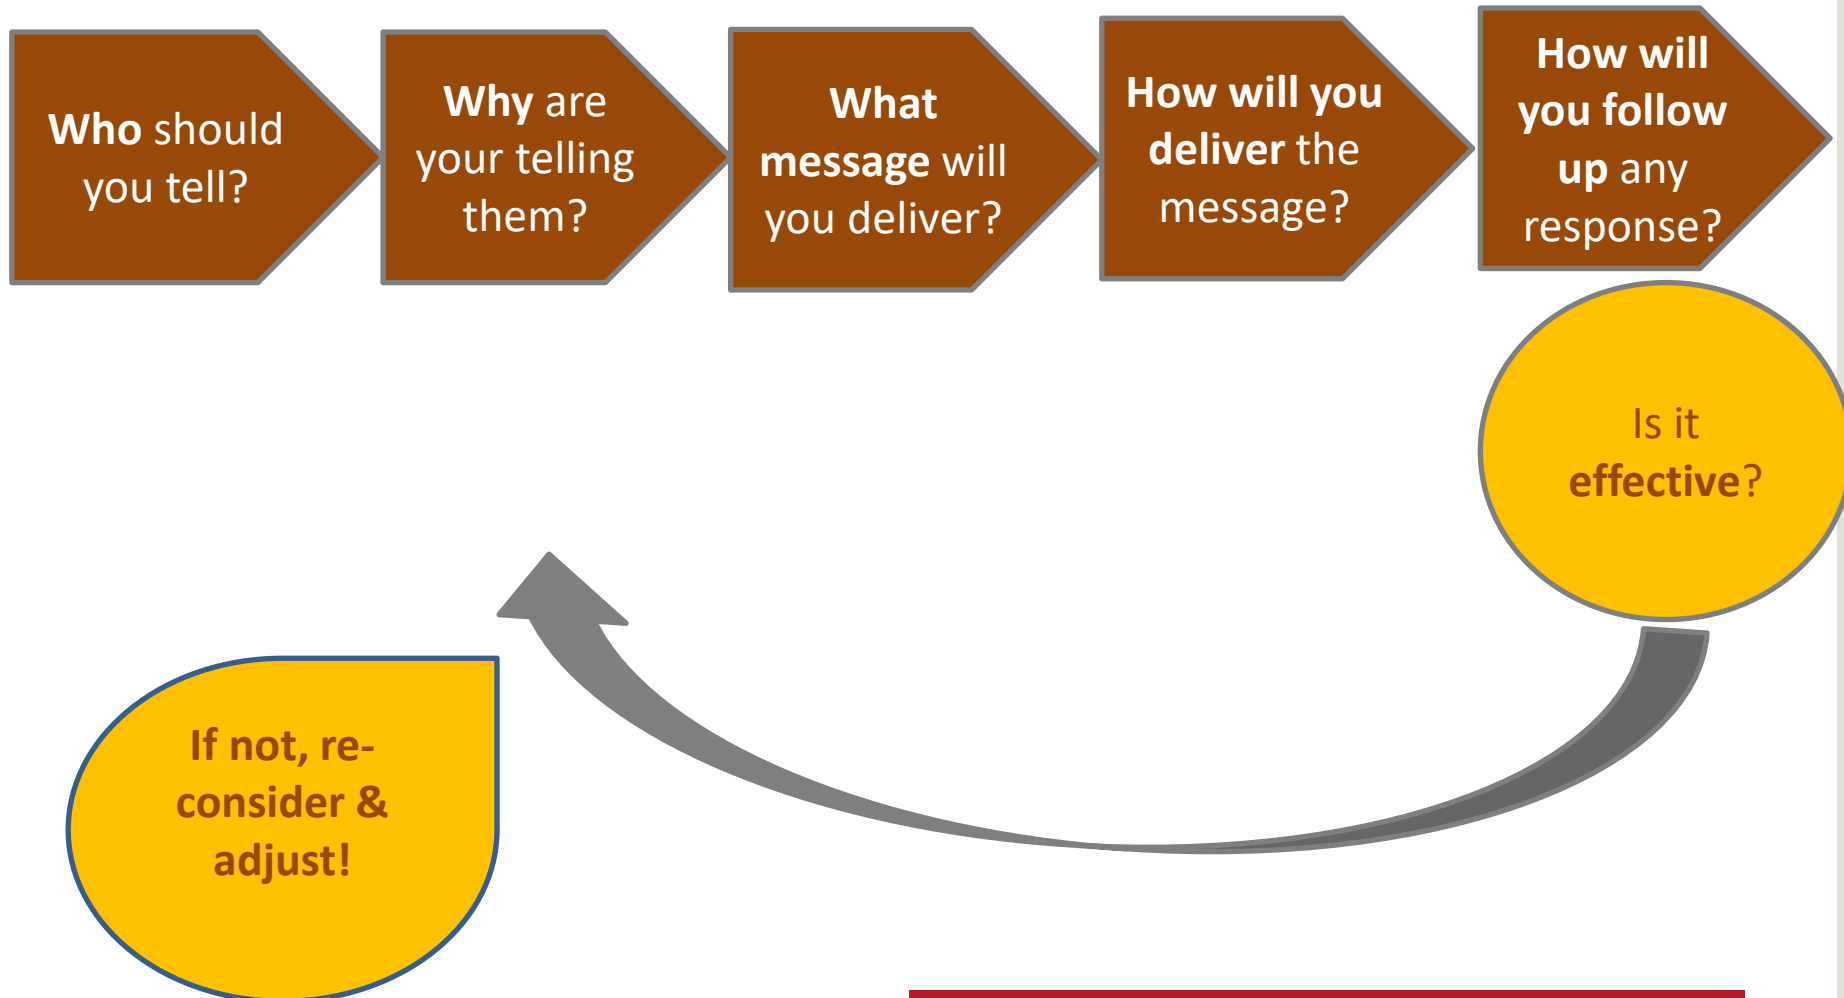 Who should
you tell?
Why are
your telling
them?
What
message will
you deliver?
How will you
deliver the
message?
How will
you follow
up any
response?
Is it
effective?
If not, re-
consider &
adjust!